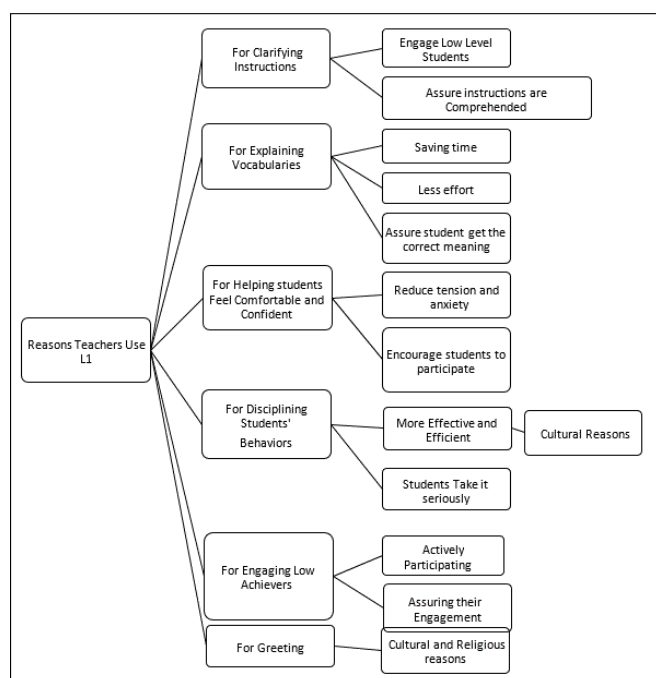 For Clarifying
Instructions
Engage Low Level
Students
Assure instructions are
Comprehended
For Explaining
Vocabularies
Saving time
Less effort
Assure student get the
correct meaning
For Helping students
Feel Comfortable and
Confident
Reduce tension and
anxiety
Encourage students to
participate
Reasons Teachers Use
L1
For Disciplining
Students'
Behaviors
More Effective and
Efficient
Cultural Reasons
Students Take it
seriously
For Engaging Low
Achievers
Actively
Participating
Assuring their
Engagement
For Greeting
Cultural and Religious
reasons